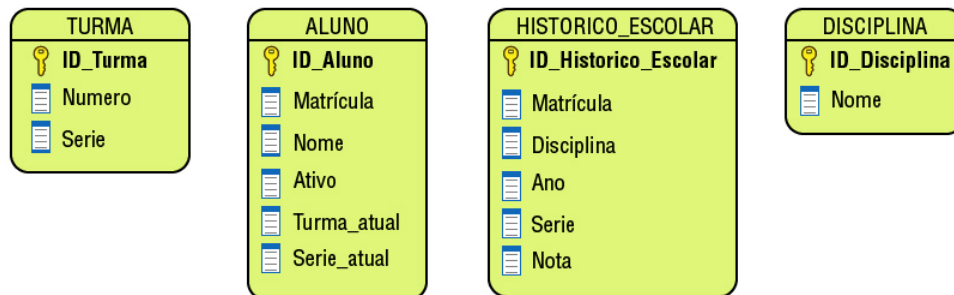 TURMA
ID_Turma
Numero
Serie
ALUNO
ID_Aluno
Matrícula
Nome
Ativo
Turma_atual
Serie_atual
HISTORICO_ESCOLAR
ID_Historico_Escolar
Matrícula
Disciplina
Ano
Serie
Nota
DISCIPLINA
ID_Disciplina
Nome